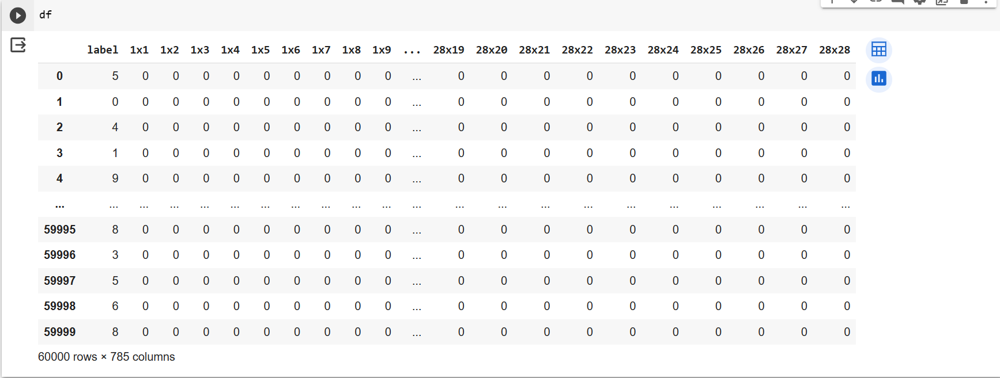 df
label 1x1 1x2 1x3 1x4 1x5 1x6 1x7 1x8 1x9 ... 28x19 28x20 28x21 28x22 28x23 28x24 28x25 28x26 28x27 28x28
0 5 0 0 0 0 0 0 0 0 0 ... 0 0 0 0 0 0 0 0 0 0
1 0 0 0 0 0 0 0 0 0 0 ... 0 0 0 0 0 0 0 0 0 0
2 4 0 0 0 0 0 0 0 0 0 ... 0 0 0 0 0 0 0 0 0 0
3 1 0 0 0 0 0 0 0 0 0 ... 0 0 0 0 0 0 0 0 0 0
4 9 0 0 0 0 0 0 0 0 0 ... 0 0 0 0 0 0 0 0 0 0
... ... ... ... ... ... ... ... ... ... ... ... ... ... ... ... ... ... ... ... ... ...
59995 8 0 0 0 0 0 0 0 0 0 ... 0 0 0 0 0 0 0 0 0 0
59996 3 0 0 0 0 0 0 0 0 0 ... 0 0 0 0 0 0 0 0 0 0
59997 5 0 0 0 0 0 0 0 0 0 ... 0 0 0 0 0 0 0 0 0 0
59998 6 0 0 0 0 0 0 0 0 0 ... 0 0 0 0 0 0 0 0 0 0
59999 8 0 0 0 0 0 0 0 0 0 ... 0 0 0 0 0 0 0 0 0 0
60000 rows × 785 columns